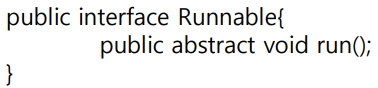 public interface Runnable{
public abstract void run();
}